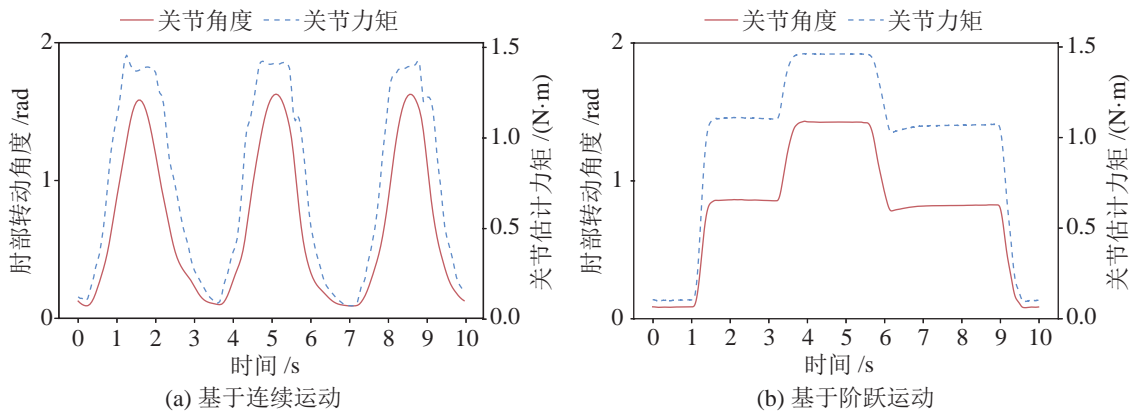 关节角度 关节力矩
2
1
0
肘部转动角度 /rad
1.5
1.0
0.5
0.0
关节估计力矩 /(N·m)
0 1 2 3 4 5 6 7 8 9 10
时间 /s
(a) 基于连续运动
关节角度 关节力矩
2
1
0
肘部转动角度 /rad
1.5
1.0
0.5
0.0
关节估计力矩 /(N·m)
0 1 2 3 4 5 6 7 8 9 10
时间 /s
(b) 基于阶跃运动